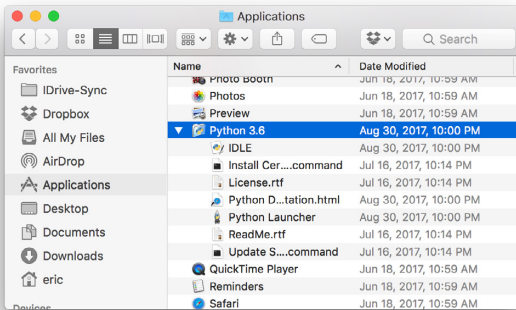 Applications
Search
Favorites
IDrive-Sync
Dropbox
All My Files
AirDrop
Applications
Desktop
Documents
Downloads
eric
Devices
Name Date Modified
Photo Booth Jun 18, 2017, 10:59 AM
Photos Jun 18, 2017, 10:59 AM
Preview Jun 18, 2017, 10:59 AM
Python 3.6 Aug 30, 2017, 10:00 PM
IDLE Aug 30, 2017, 10:00 PM
Install Cer....command Jul 16, 2017, 10:14 PM
License.rtf Jul 16, 2017, 10:14 PM
Python D...tation.html Aug 30, 2017, 10:00 PM
Python Launcher Aug 30, 2017, 10:00 PM
ReadMe.rtf Jul 16, 2017, 10:14 PM
Update S....command Jul 16, 2017, 10:14 PM
QuickTime Player Jun 18, 2017, 10:59 AM
Reminders Jun 18, 2017, 10:59 AM
Safari Jun 18, 2017, 10:59 AM